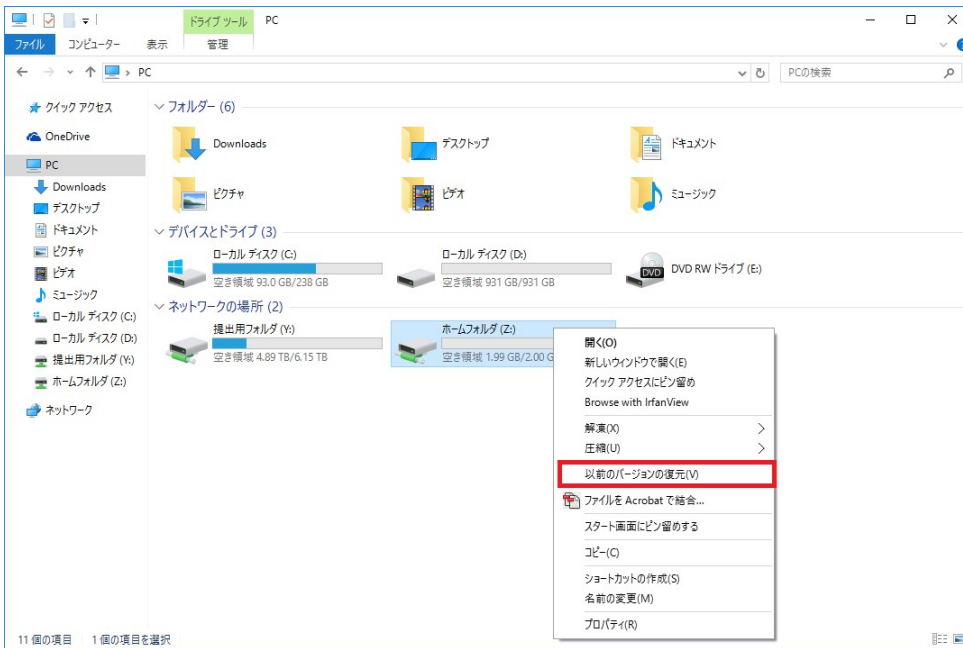 ドライブ ツール PC
ファイル コンピューター 表示 管理
PC
PCの検索
クイック アクセス
OneDrive
PC
Downloads
デスクトップ
ドキュメント
ピクチャ
ビデオ
ミュージック
ローカル ディスク (C:)
ローカル ディスク (D:)
提出用フォルダ (Y:)
ホームフォルダ (Z:)
ネットワーク
フォルダー (6)
Downloads
デスクトップ
ドキュメント
ピクチャ
ビデオ
ミュージック
デバイスとドライブ (3)
ローカル ディスク (C:)
空き領域 93.0 GB/238 GB
ローカル ディスク (D:)
空き領域 931 GB/931 GB
DVD RW ドライブ (E:)
DVD
ネットワークの場所 (2)
提出用フォルダ (Y:)
空き領域 4.89 TB/6.15 TB
ホームフォルダ (Z:)
空き領域 1.99 GB/2.00 G
開く(O)
新しいウィンドウで開く(E)
クイック アクセスにピン留め
Browse with IrfanView
解凍(X)
圧縮(U)
以前のバージョンの復元(V)
ファイルを Acrobat で結合...
スタート画面にピン留めする
コピー(C)
ショートカットの作成(S)
名前の変更(M)
プロパティ(R)
11 個の項目 1 個の項目を選択